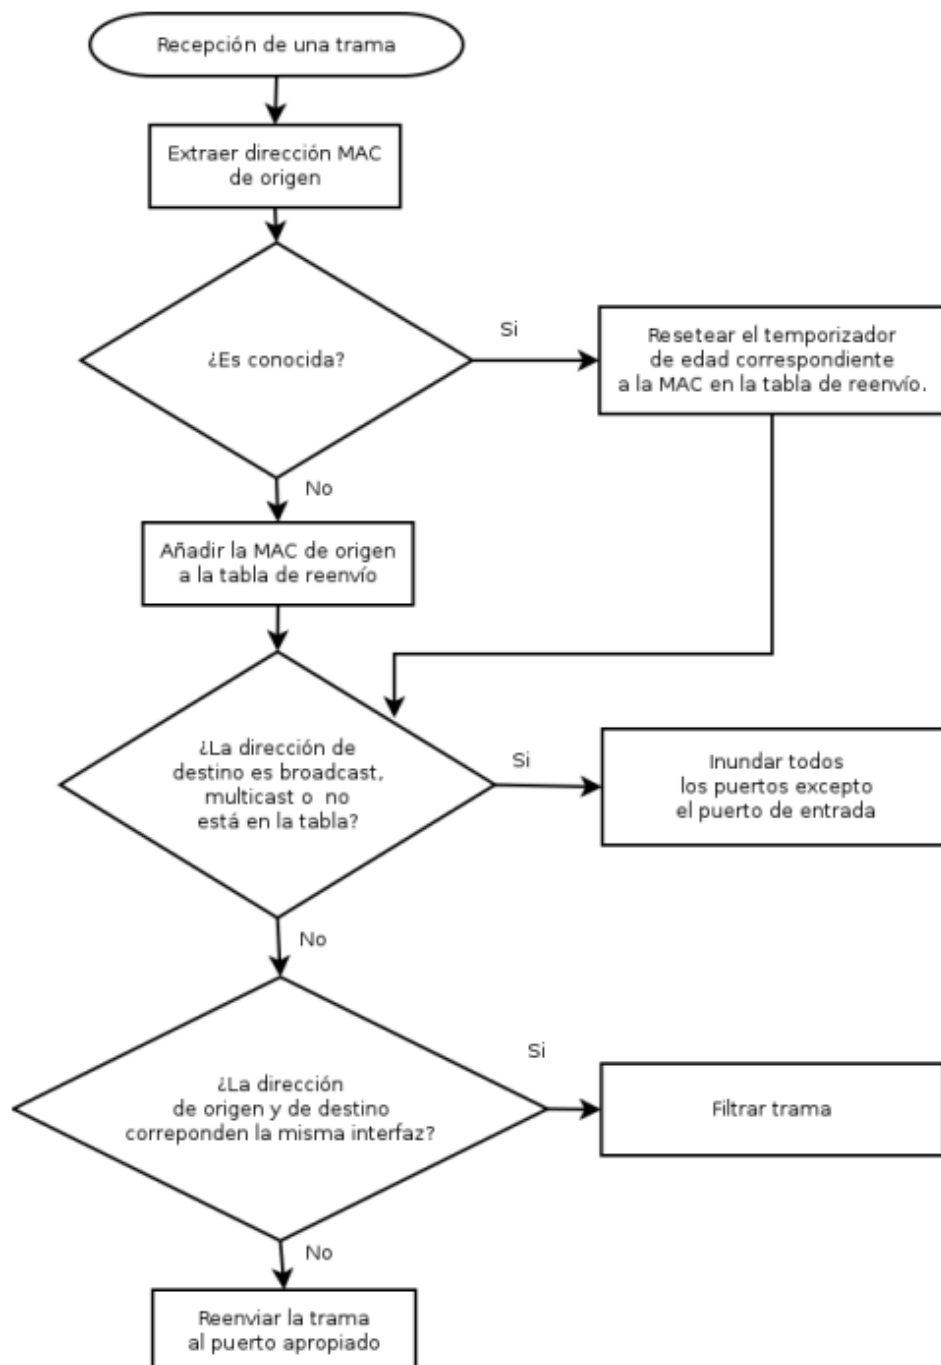 Recepción de una trama
Extraer dirección MAC
de origen
¿Es conocida?
Si
Resetear el temporizador
de edad correspondiente
a la MAC en la tabla de reenvío.
No
Añadir la MAC de origen
a la tabla de reenvío
¿La dirección de
destino es broadcast,
multicast o no
está en la tabla?
Si
Inundar todos
los puertos excepto
el puerto de entrada
No
¿La dirección
de origen y de destino
correponden la misma interfaz?
Si
Filtrar trama
No
Reenviar la trama
al puerto apropiado